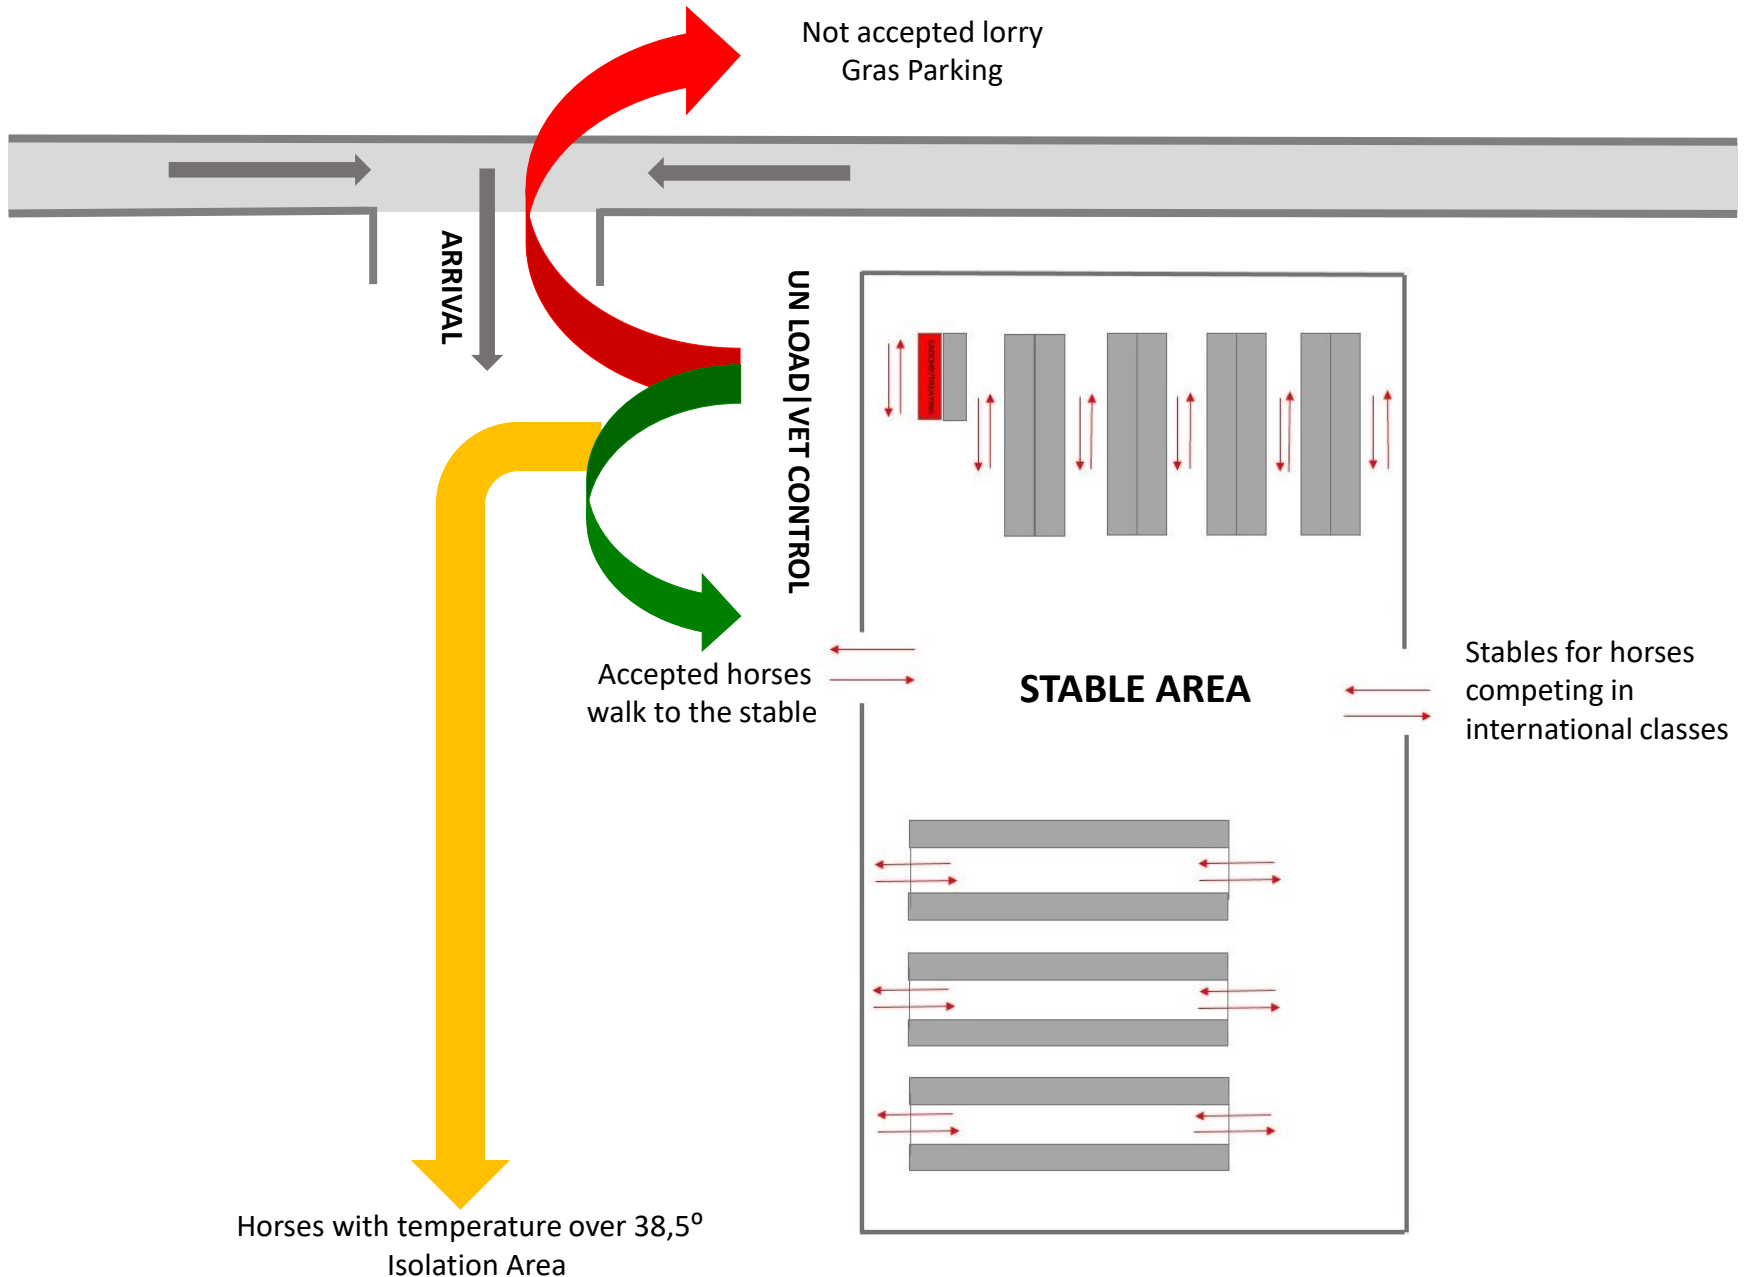 Not accepted lorry
Gras Parking
ARRIVAL
UN LOAD|VET CONTROL
Accepted horses
walk to the stable
STABLE AREA
Stables for horses
competing in
international classes
Horses with temperature over 38,5⁰
Isolation Area